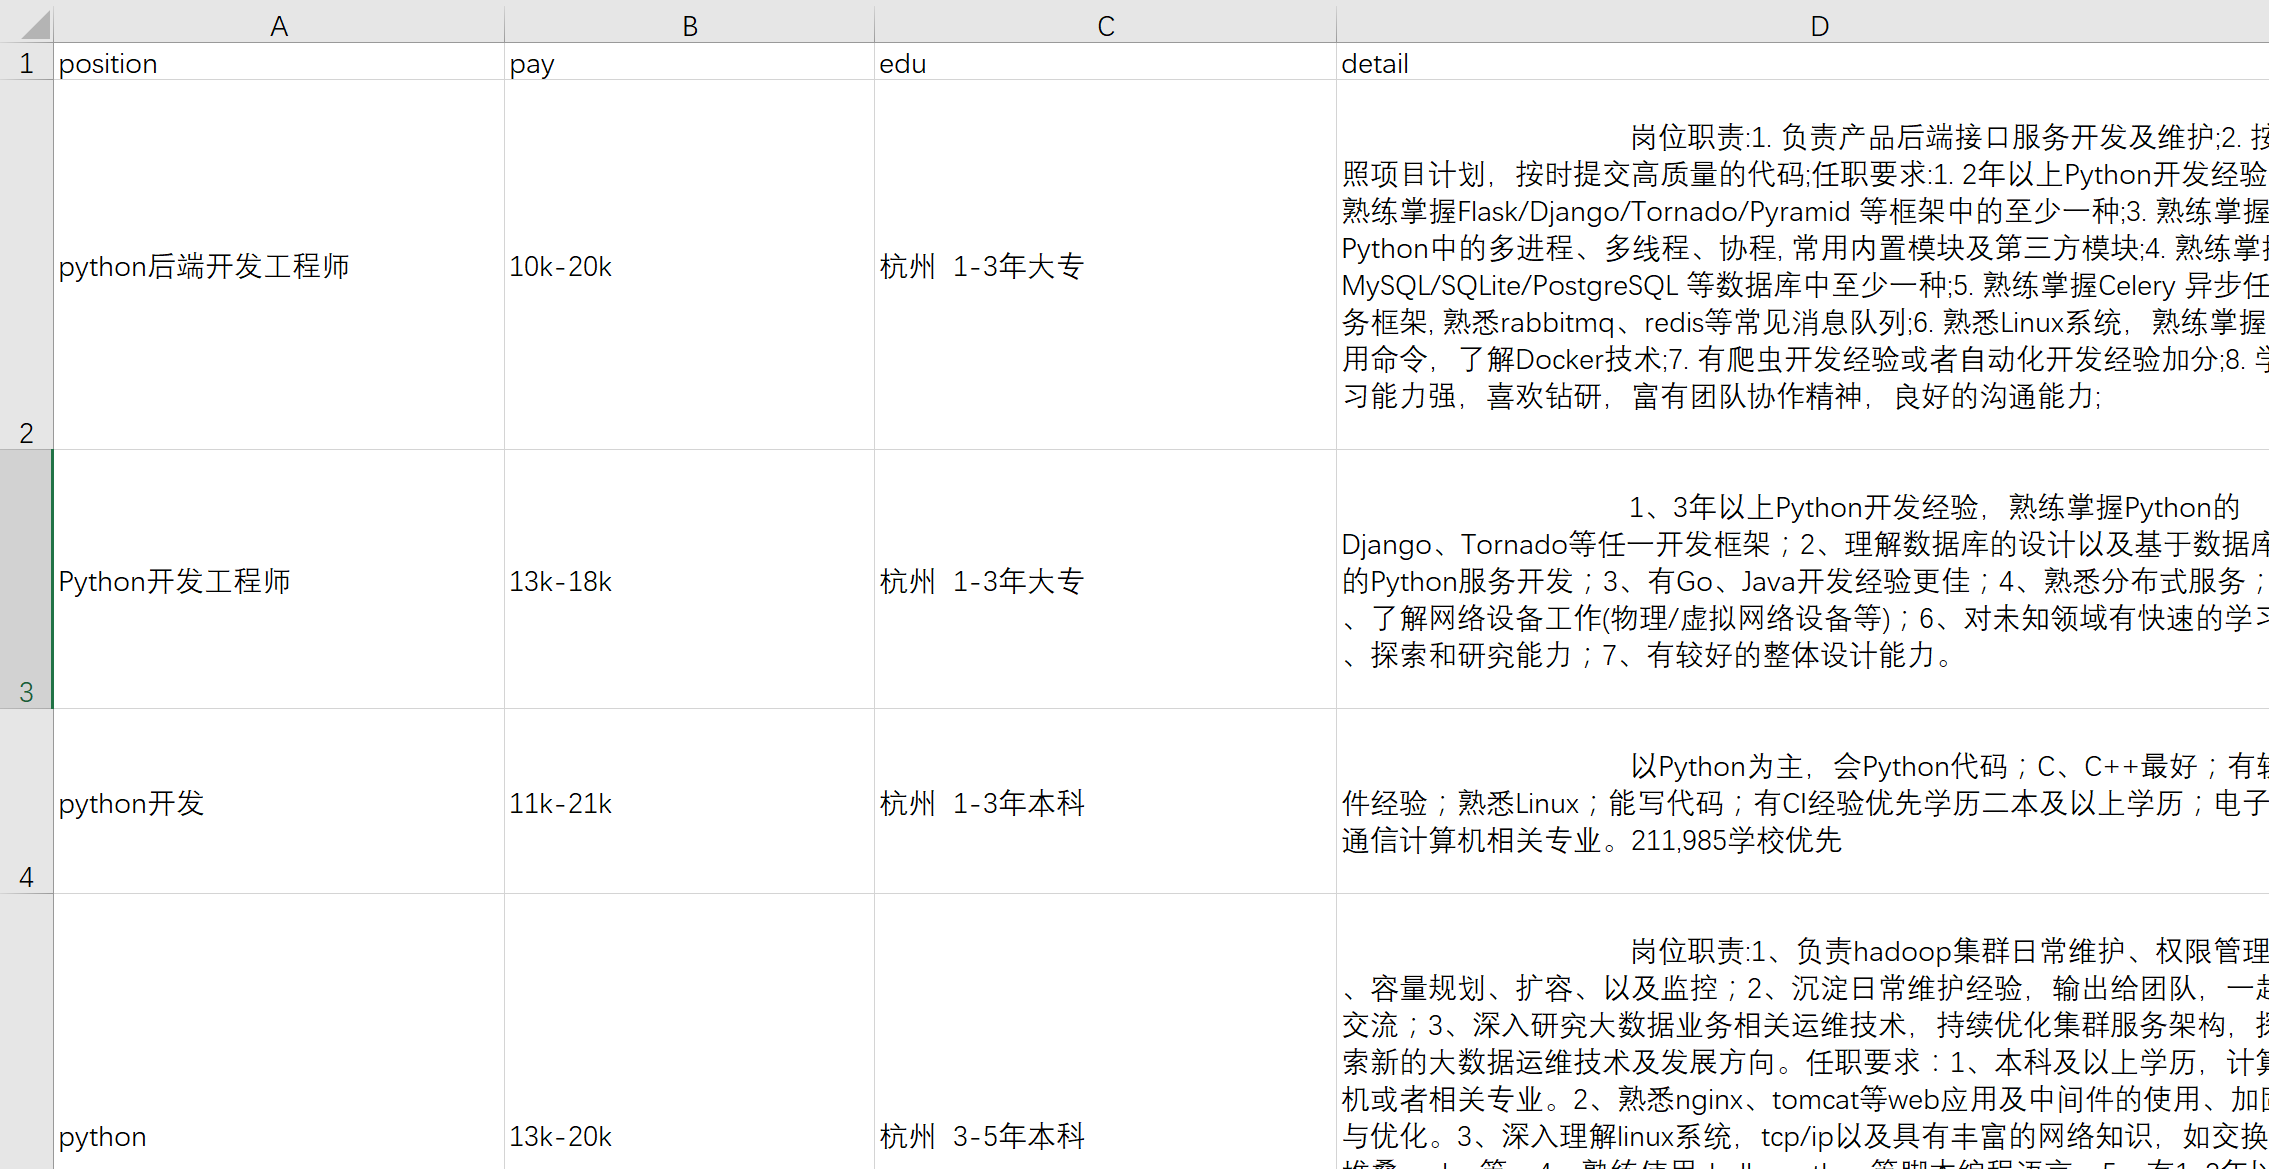 A B C D
1 position pay edu detail
岗位职责:1. 负责产品后端接口服务开发及维护;2. 按
照项目计划，按时提交高质量的代码;任职要求:1. 2年以上Python开发经验
熟练掌握Flask/Django/Tornado/Pyramid 等框架中的至少一种;3. 熟练掌握
Python中的多进程、多线程、协程, 常用内置模块及第三方模块;4. 熟练掌握
python后端开发工程师 10k-20k 杭州 1-3年大专
MySQL/SQLite/PostgreSQL 等数据库中至少一种;5. 熟练掌握Celery 异步任
务框架, 熟悉rabbitmq、redis等常见消息队列;6. 熟悉Linux系统，熟练掌握
用命令，了解Docker技术;7. 有爬虫开发经验或者自动化开发经验加分;8. 学
习能力强，喜欢钻研，富有团队协作精神，良好的沟通能力;
2
1、3年以上Python开发经验，熟练掌握Python的
Django、Tornado等任一开发框架；2、理解数据库的设计以及基于数据库
Python开发工程师 13k-18k 杭州 1-3年大专
的Python服务开发；3、有Go、Java开发经验更佳；4、熟悉分布式服务；
、了解网络设备工作(物理/虚拟网络设备等)；6、对未知领域有快速的学习
、探索和研究能力；7、有较好的整体设计能力。
3
以Python为主，会Python代码；C、C++最好；有软
python开发 11k-21k 杭州 1-3年本科
件经验；熟悉Linux；能写代码；有CI经验优先学历二本及以上学历；电子
通信计算机相关专业。211,985学校优先
4
岗位职责:1、负责hadoop集群日常维护、权限管理
、容量规划、扩容、以及监控；2、沉淀日常维护经验，输出给团队，一起
交流；3、深入研究大数据业务相关运维技术，持续优化集群服务架构，探
索新的大数据运维技术及发展方向。任职要求：1、本科及以上学历，计算
机或者相关专业。2、熟悉nginx、tomcat等web应用及中间件的使用、加固
python 13k-20k 杭州 3-5年本科
与优化。3、深入理解linux系统，tcp/ip以及具有丰富的网络知识，如交换